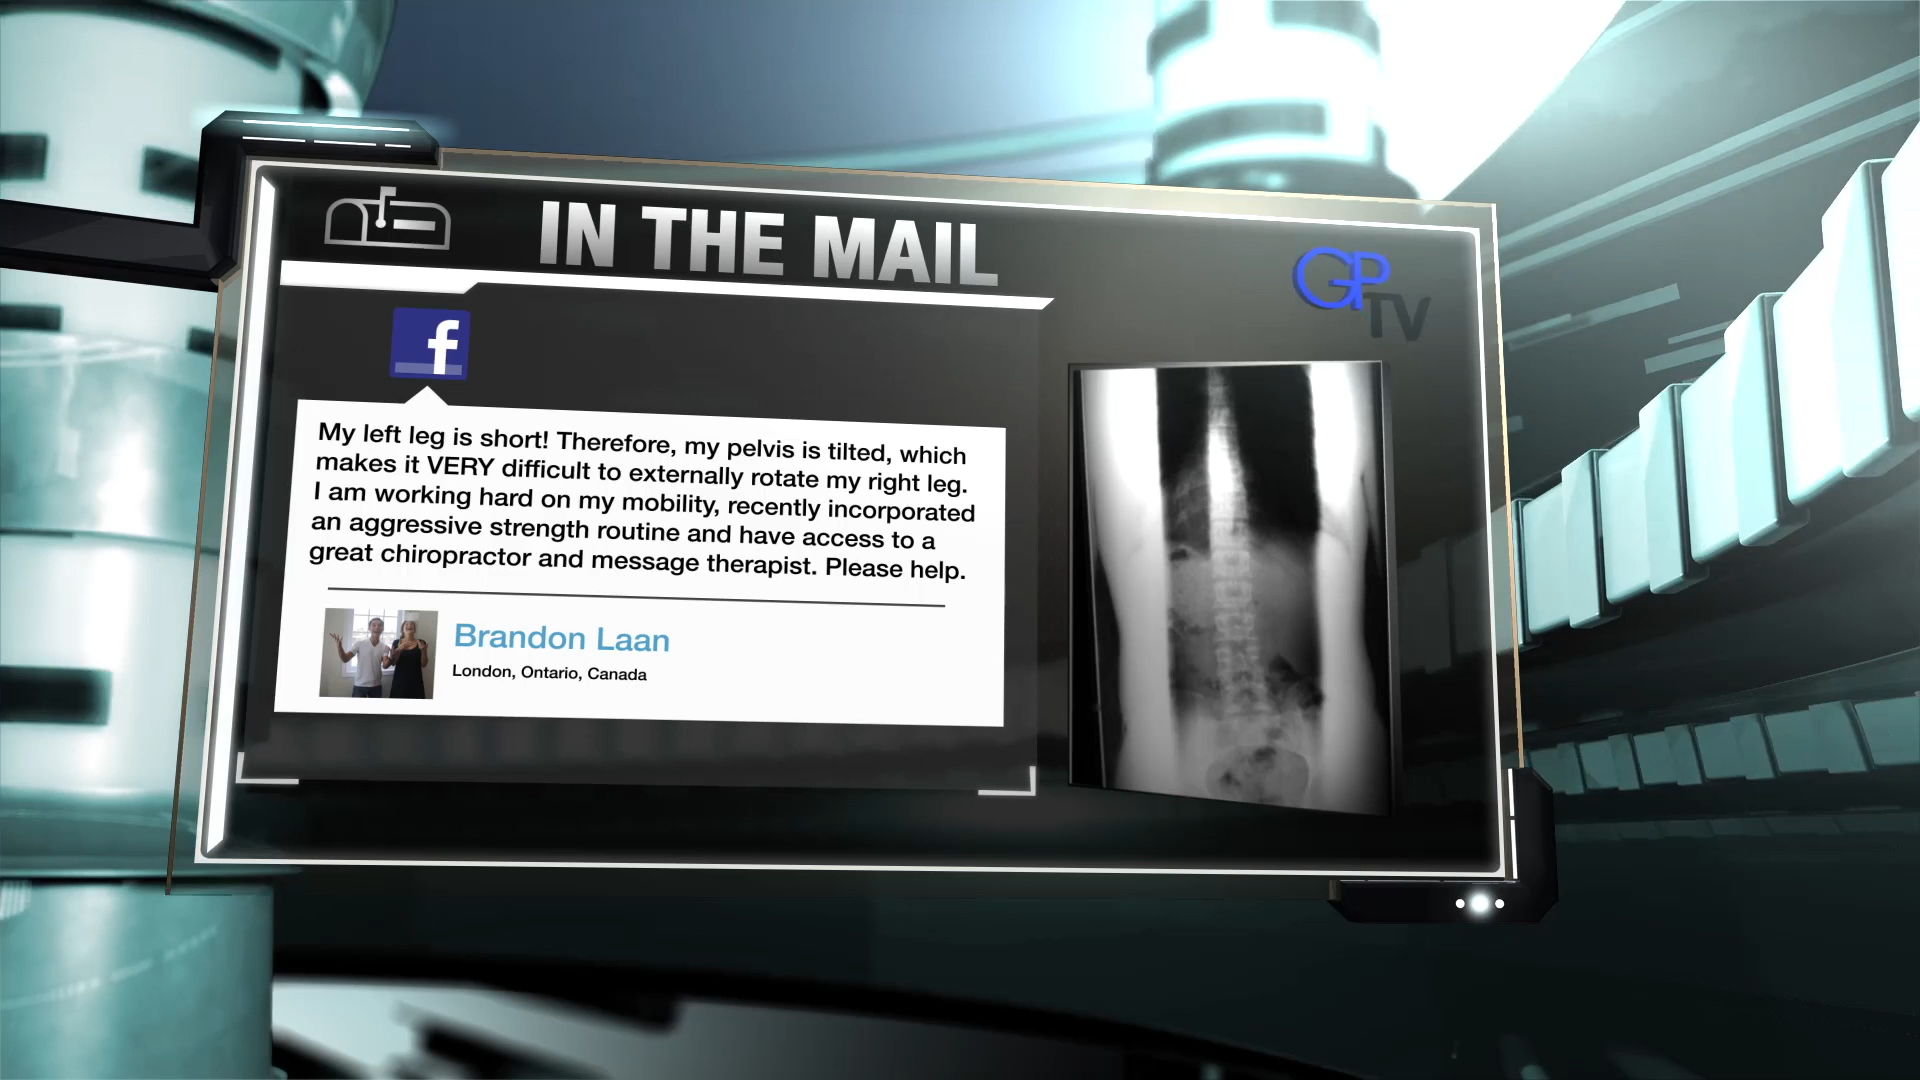 IN THE MAIL
GP
TV
f
My left leg is short! Therefore, my pelvis is tilted, which
makes it VERY difficult to externally rotate my right leg.
I am working hard on my mobility, recently incorporated
an aggressive strength routine and have access to a
great chiropractor and message therapist. Please help.
Brandon Laan
London, Ontario, Canada